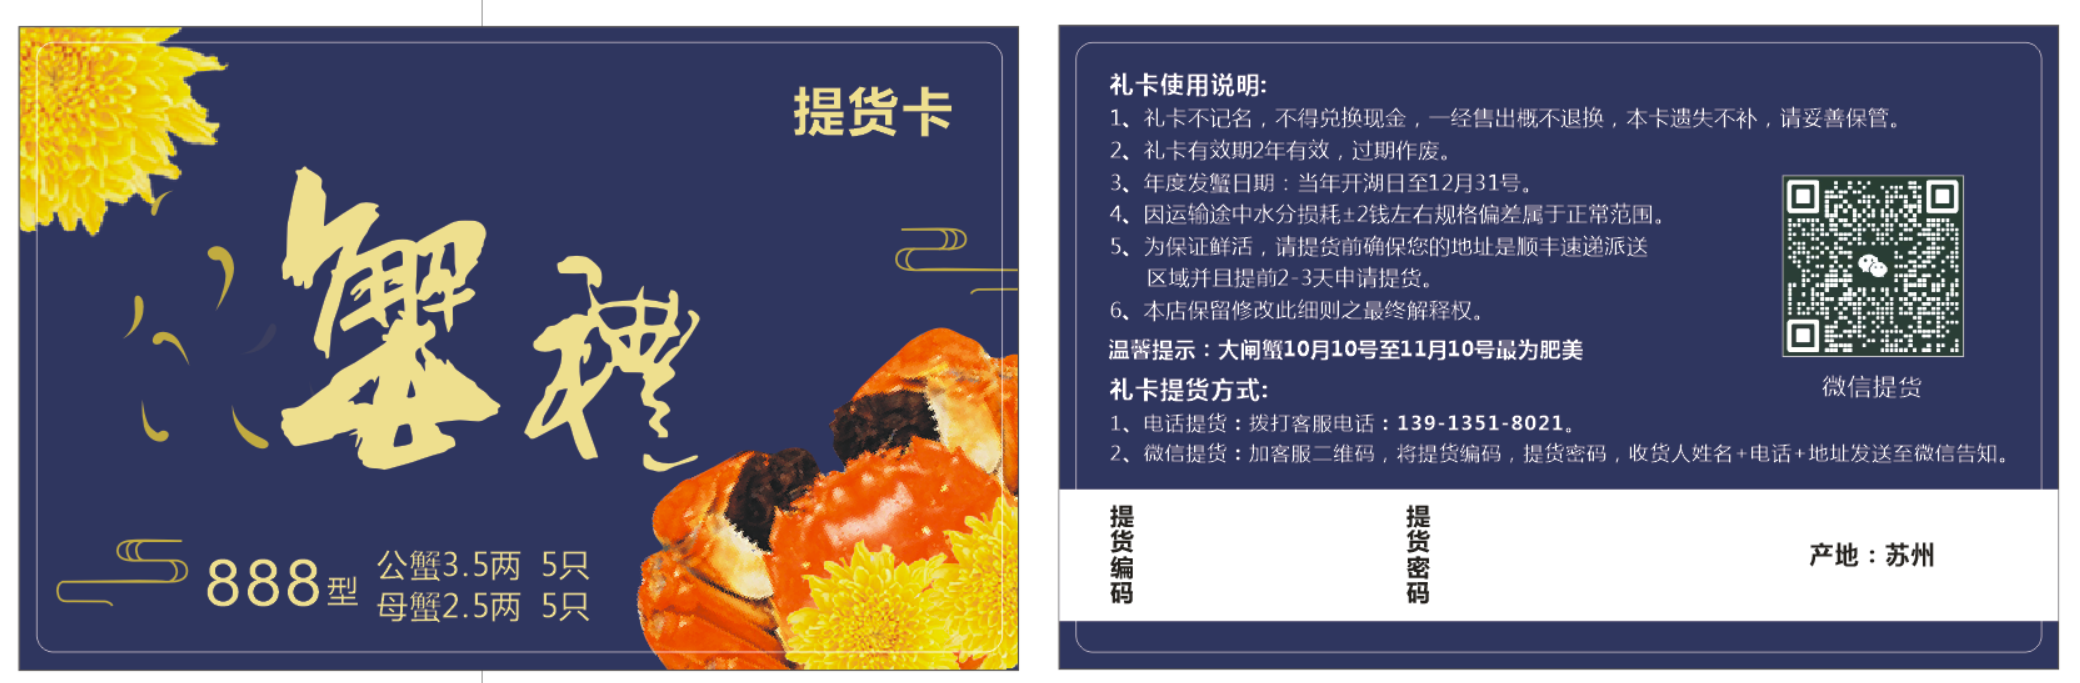 提货卡
蟹禮
888型
公蟹3.5两 5只
母蟹2.5两 5只
礼卡使用说明:
1、礼卡不记名，不得兑换现金，一经售出概不退换，本卡遗失不补，请妥善保管。
2、礼卡有效期2年有效，过期作废。
3、年度发蟹日期：当年开湖日至12月31号。
4、因运输途中水分损耗±2钱左右规格偏差属于正常范围。
5、为保证鲜活，请提货前确保您的地址是顺丰速递派送
区域并且提前2-3天申请提货。
6、本店保留修改此细则之最终解释权。
温馨提示：大闸蟹10月10号至11月10号最为肥美
礼卡提货方式:
1、电话提货：拨打客服电话：139-1351-8021。
2、微信提货：加客服二维码，将提货编码，提货密码，收货人姓名+电话+地址发送至微信告知。
微信提货
提货编码
提货密码
产地：苏州